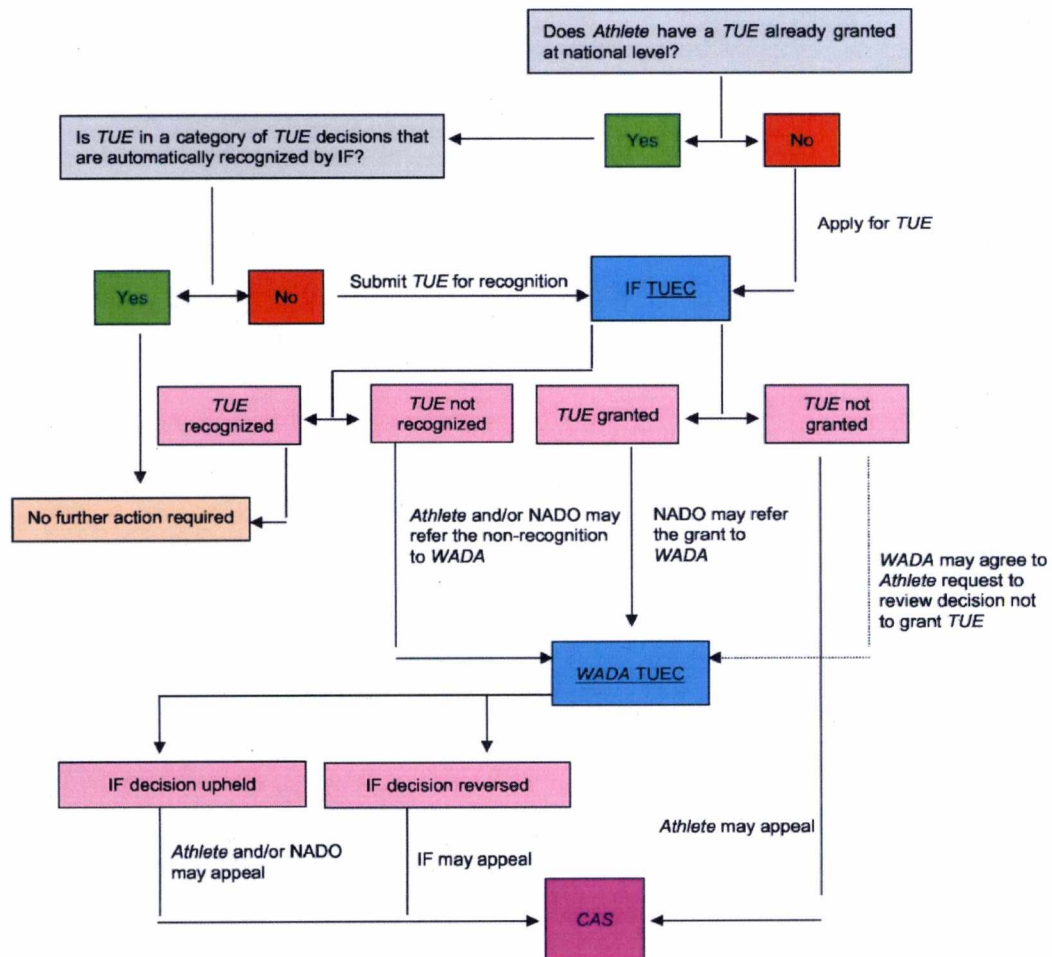 Does Athlete have a TUE already granted
at national level?
Is TUE in a category of TUE decisions that
are automatically recognized by IF?
Yes
No
Apply for TUE
Yes
No
Submit TUE for recognition
IF TUEC
TUE
recognized
TUE not
recognized
TUE granted
TUE not
granted
No further action required
Athlete and/or NADO may
refer the non-recognition
to WADA
NADO may refer
the grant to
WADA
WADA may agree to
Athlete request to
review decision not
to grant TUE
WADA TUEC
IF decision upheld
IF decision reversed
Athlete and/or NADO
may appeal
IF may appeal
Athlete may appeal
CAS